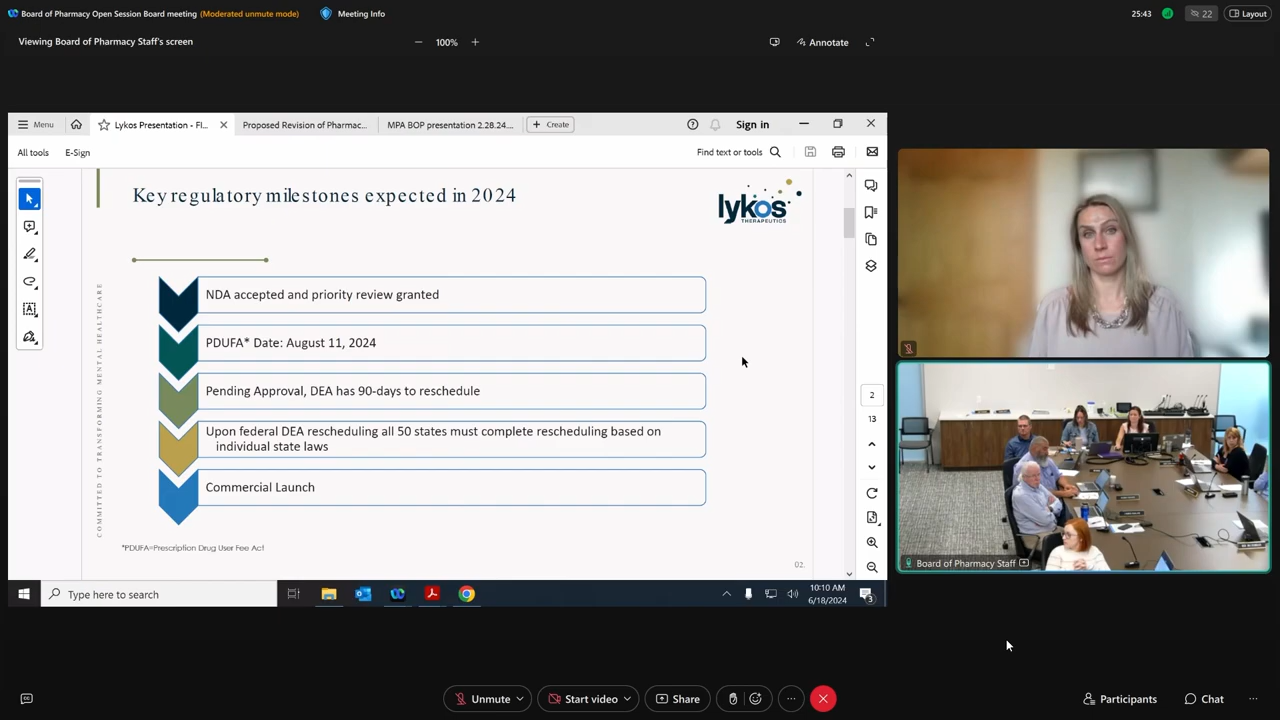 Board of Pharmacy Open Session Board meeting (Moderated unmute mode)
Meeting Info
25:43
22
Layout
Viewing Board of Pharmacy Staff's screen
100%
Annotate
Menu
Lykos Presentation - FI...
Proposed Revision of Pharmac...
MPA BOP presentation 2.28.24....
Create
Sign in
All tools
E-Sign
Find text or tools
Key regulatory milestones expected in 2024
lykos
THERAPEUTICS
COMMITTED TO TRANSFORMING MENTAL HEALTHCARE
NDA accepted and priority review granted
PDUFA* Date: August 11, 2024
Pending Approval, DEA has 90-days to reschedule
Upon federal DEA rescheduling all 50 states must complete rescheduling based on
individual state laws
Commercial Launch
*PDUFA=Prescription Drug User Fee Act
02.
2
13
Board of Pharmacy Staff
Type here to search
10:10 AM
6/18/2024
3
Unmute
Start video
Share
Participants
Chat